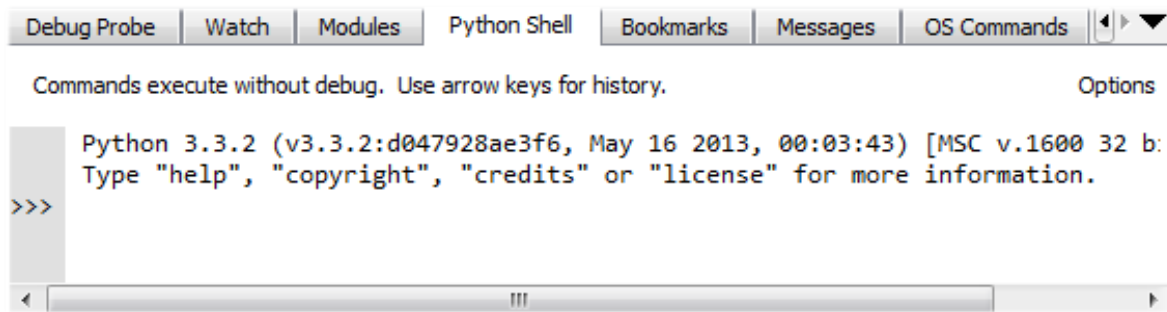 Debug Probe Watch Modules Python Shell Bookmarks Messages OS Commands
Commands execute without debug. Use arrow keys for history. Options
Python 3.3.2 (v3.3.2:d047928ae3f6, May 16 2013, 00:03:43) [MSC v.1600 32 b
Type "help", "copyright", "credits" or "license" for more information.
>>>